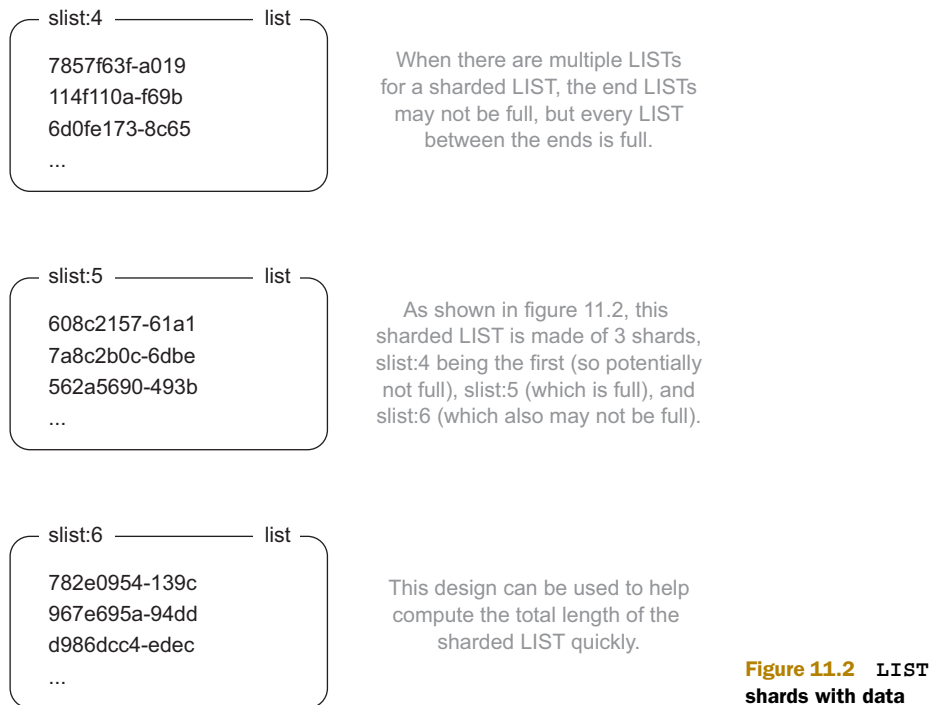 slist:4 list
7857f63f-a019
114f110a-f69b
6d0fe173-8c65
...
When there are multiple LISTs
for a sharded LIST, the end LISTs
may not be full, but every LIST
between the ends is full.
slist:5 list
608c2157-61a1
7a8c2b0c-6dbe
562a5690-493b
...
As shown in figure 11.2, this
sharded LIST is made of 3 shards,
slist:4 being the first (so potentially
not full), slist:5 (which is full), and
slist:6 (which also may not be full).
slist:6 list
782e0954-139c
967e695a-94dd
d986dcc4-edec
...
This design can be used to help
compute the total length of the
sharded LIST quickly.
Figure 11.2 LIST
shards with data